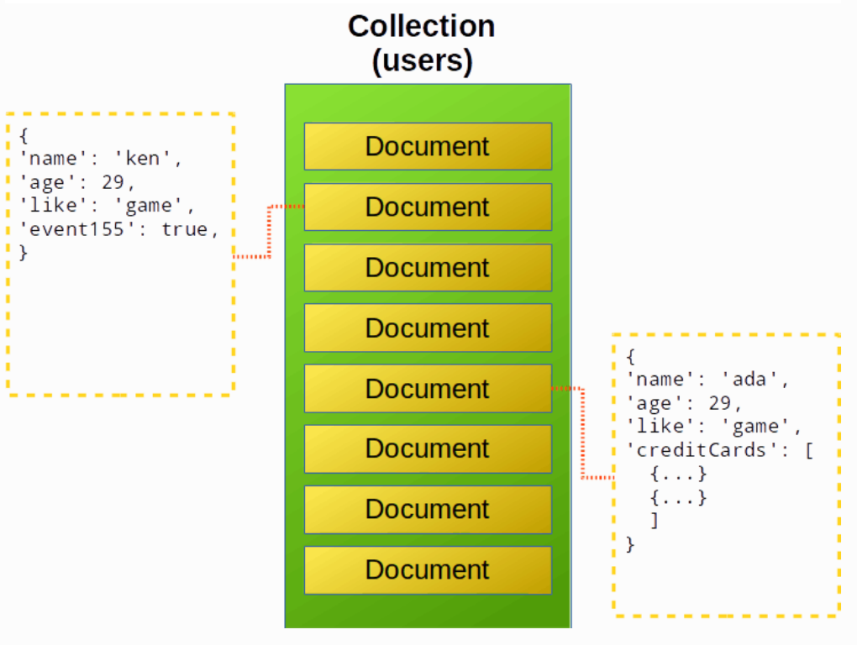 Collection
(users)
{
'name': 'ken',
'age': 29,
'like': 'game',
'event155': true,
}
Document
Document
Document
Document
Document
Document
Document
Document
{
'name': 'ada',
'age': 29,
'like': 'game',
'creditCards': [
{...}
{...}
]
}